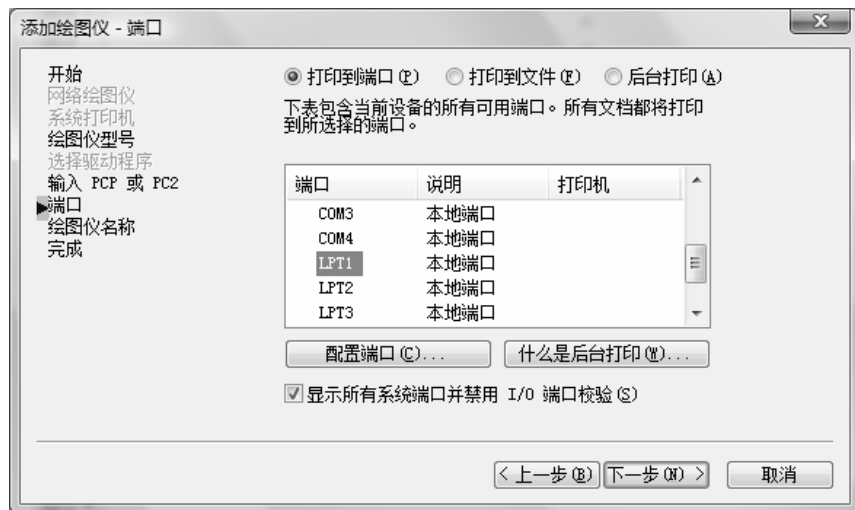 添加绘图仪 - 端口
开始
网络绘图仪
系统打印机
绘图仪型号
选择驱动程序
输入 PCP 或 PC2
端口
绘图仪名称
完成
打印到端口(P) 打印到文件(F) 后台打印(A)
下表包含当前设备的所有可用端口。所有文档都将打印
到所选择的端口。
端口 说明 打印机
COM3 本地端口
COM4 本地端口
LPT1 本地端口
LPT2 本地端口
LPT3 本地端口
配置端口(C)... 什么是后台打印(W)...
显示所有系统端口并禁用 I/O 端口校验(S)
< 上一步(B) 下一步(N) > 取消